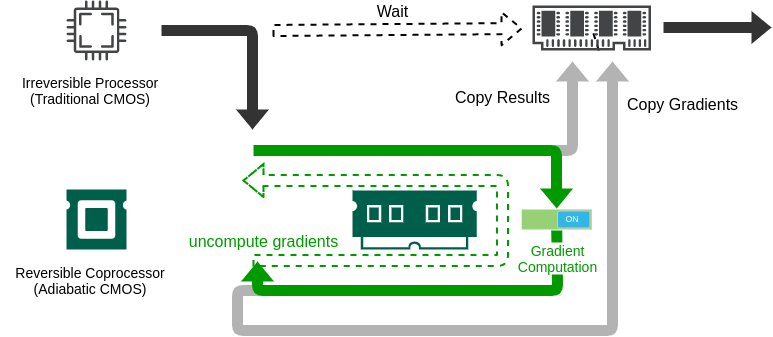 Wait
Irreversible Processor
(Traditional CMOS)
Copy Results
Copy Gradients
ON
uncompute gradients
Gradient
Computation
Reversible Coprocessor
(Adiabatic CMOS)